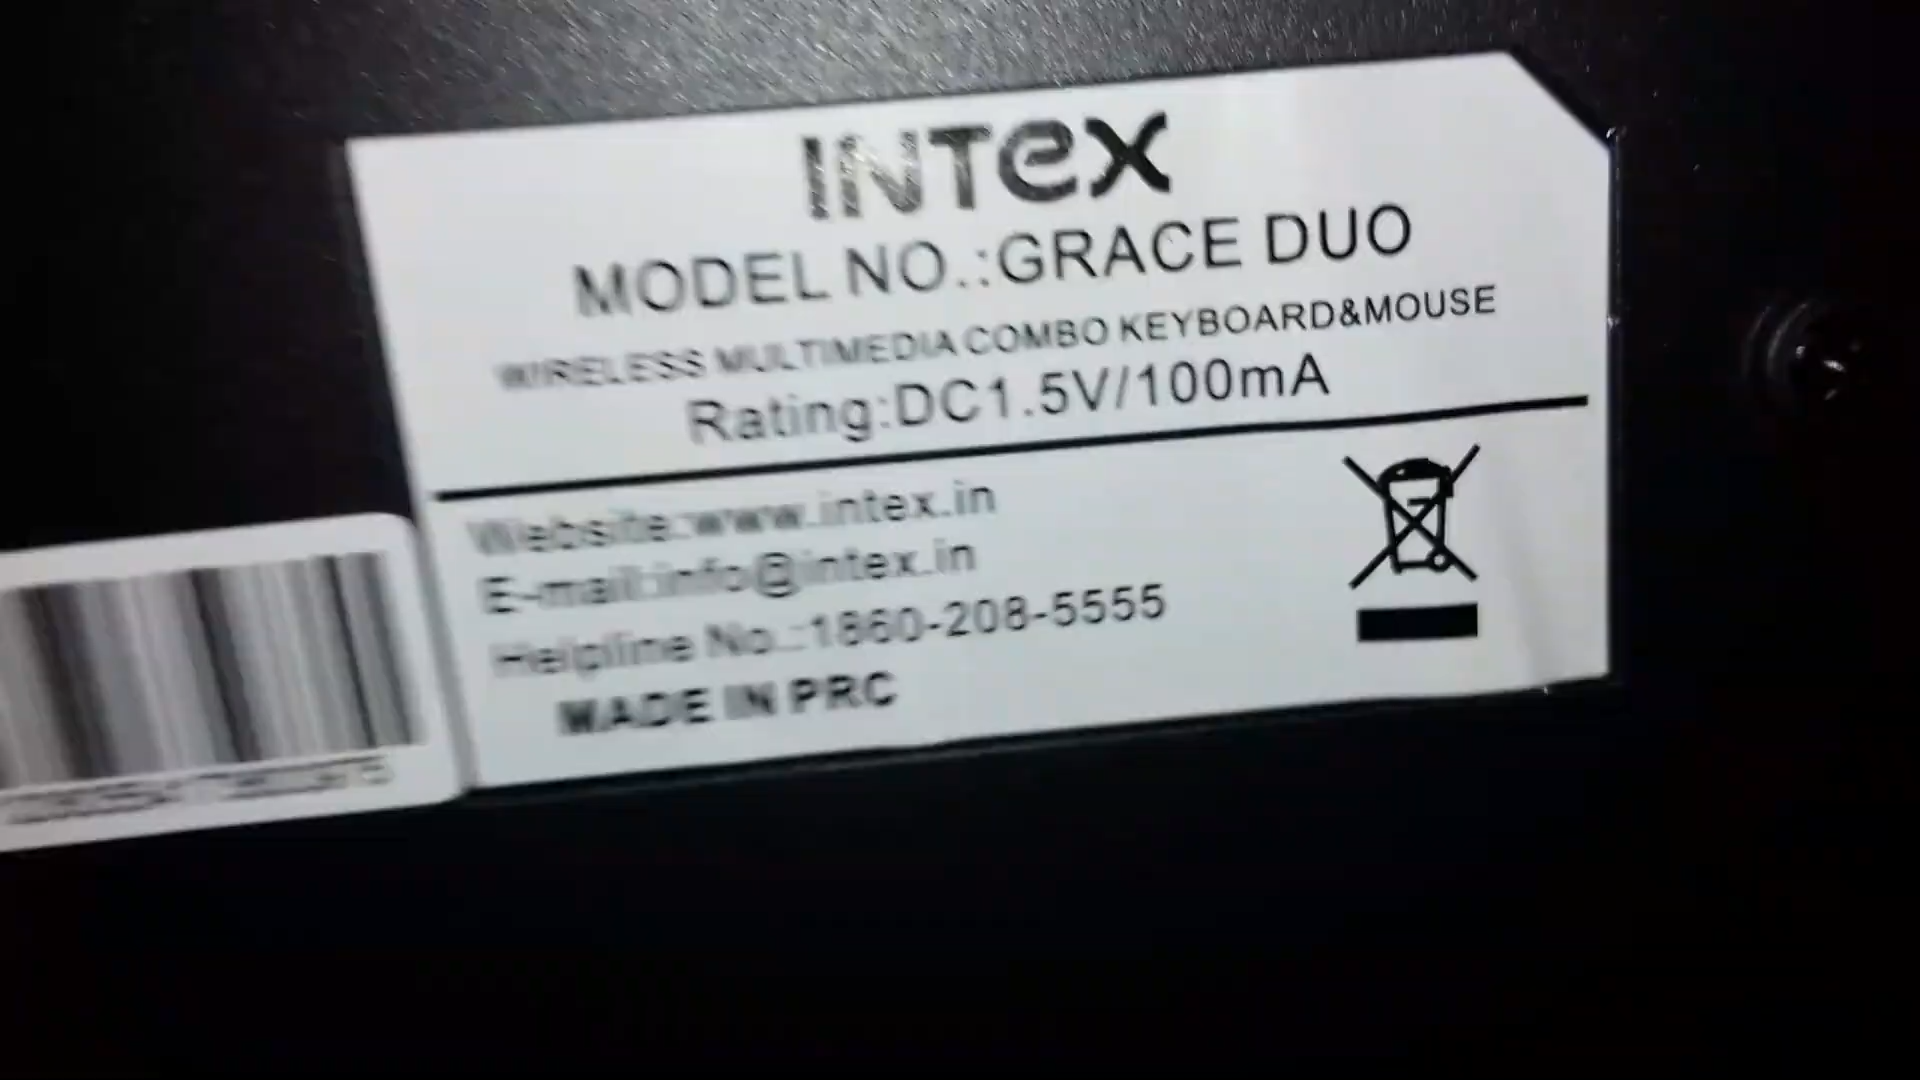 INTEX
MODEL NO.:GRACE DUO
WIRELESS MULTIMEDIA COMBO KEYBOARD&MOUSE
Rating:DC1.5V/100mA
Website:www.intex.in
E-mail:info@intex.in
Helpline No.:1860-208-5555
MADE IN PRC